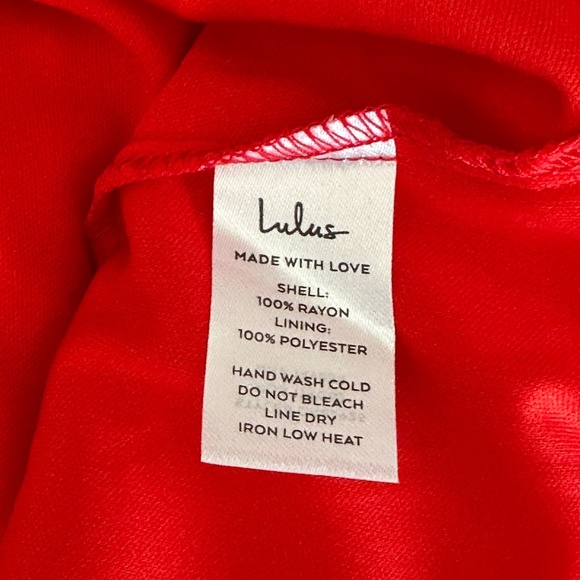 Lulus
MADE WITH LOVE
SHELL:
100% RAYON
LINING:
100% POLYESTER
HAND WASH COLD
DO NOT BLEACH
LINE DRY
IRON LOW HEAT